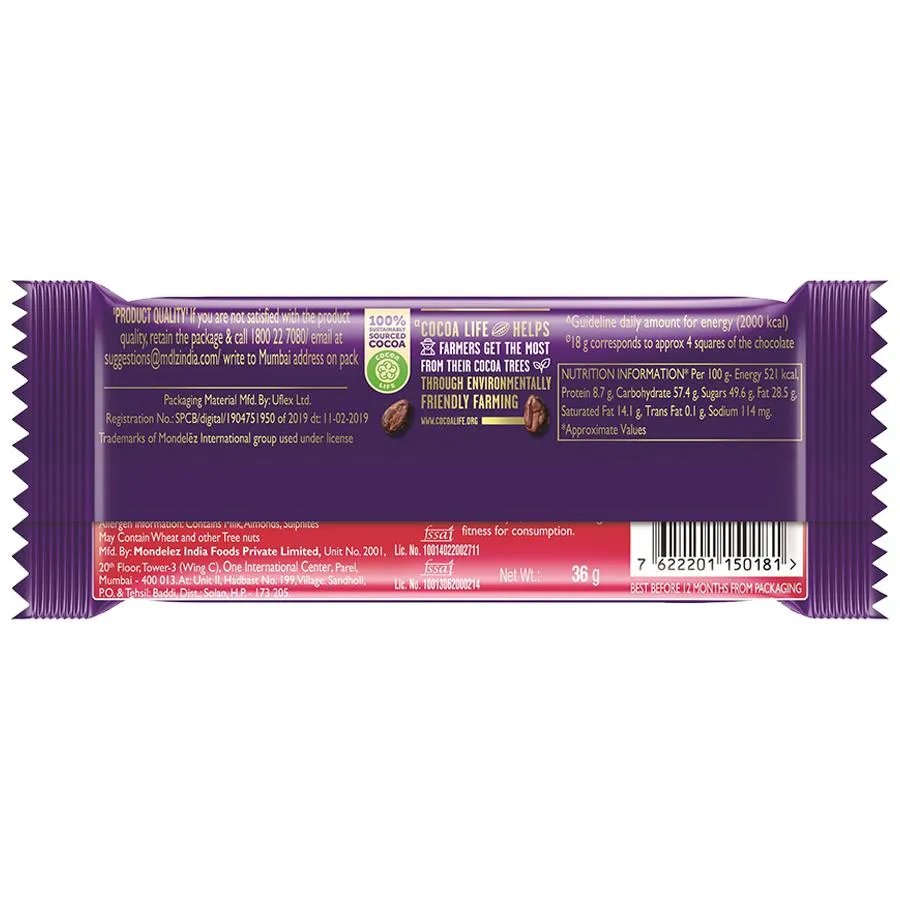 'PRODUCT QUALITY' If you are not satisfied with the product
quality, retain the package & call 1800 22 7080/ email at
suggestions@mdlzindia.com/ write to Mumbai address on pack
Packaging Material Mfd. By: Uflex Ltd.
Registration No.: SPCB/digital/1904751950 of 2019 dt: 11-02-2019
Trademarks of Mondelēz International group used under license
100%
SUSTAINABLY
SOURCED
COCOA
COCOA
LIFE
COCOA LIFE HELPS
FARMERS GET THE MOST
FROM THEIR COCOA TREES
THROUGH ENVIRONMENTALLY
FRIENDLY FARMING
WWW.COCOALIFE.ORG
^Guideline daily amount for energy (2000 kcal)
18 g corresponds to approx 4 squares of the chocolate
NUTRITION INFORMATION* Per 100 g- Energy 521 kcal,
Protein 8.7 g, Carbohydrate 57.4 g, Sugars 49.6 g, Fat 28.5 g,
Saturated Fat 14.1 g, Trans Fat 0.1 g, Sodium 114 mg.
*Approximate Values
Allergen Information: Contains Milk, Almonds, Sulphites
May Contain Wheat and other Tree nuts
Mfd. By: Mondelez India Foods Private Limited, Unit No. 2001,
20th Floor, Tower-3 (Wing C), One International Center, Parel,
Mumbai - 400 013. At: Unit II, Hadbast No. 199, Village: Sandholi,
P.O. & Tehsil: Baddi, Dist.: Solan, H.P. - 173 205.
fssai
Lic. No. 10014022002711
fssai
Lic. No. 10013062000214
fitness for consumption.
Net Wt.: 36 g
7 622201 150181 >
BEST BEFORE 12 MONTHS FROM PACKAGING